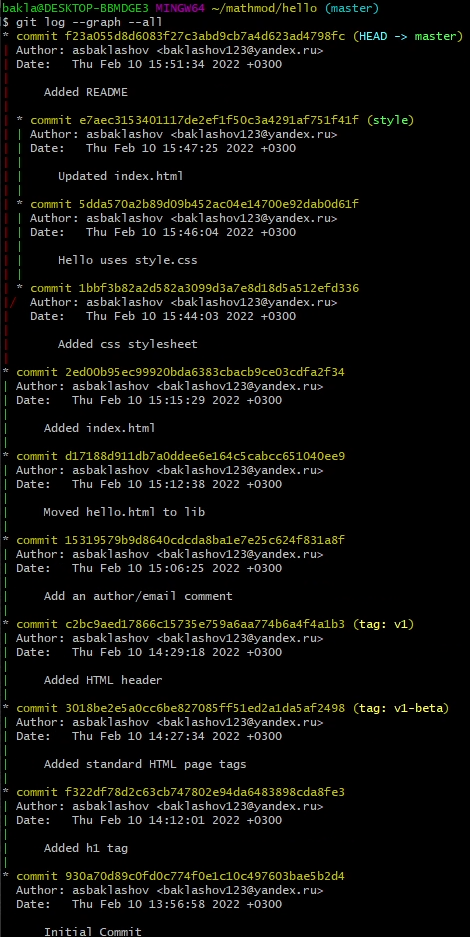 bakla@DESKTOP-BBMDGE3 MINGW64 ~/mathmod/hello (master)
$ git log --graph --all
* commit f23a055d8d6083f27c3abd9cb7a4d623ad4798fc (HEAD -> master)
| Author: asbaklashov <baklashov123@yandex.ru>
| Date:   Thu Feb 10 15:51:34 2022 +0300
|
|     Added README
|
| * commit e7aec3153401117de2ef1f50c3a4291af751f41f (style)
| | Author: asbaklashov <baklashov123@yandex.ru>
| | Date:   Thu Feb 10 15:47:25 2022 +0300
| |
| |     Updated index.html
| |
| * commit 5dda570a2b89d09b452ac04e14700e92dab0d61f
| | Author: asbaklashov <baklashov123@yandex.ru>
| | Date:   Thu Feb 10 15:46:04 2022 +0300
| |
| |     Hello uses style.css
| |
| * commit 1bbf3b82a2d582a3099d3a7e8d18d5a512efd336
|/  Author: asbaklashov <baklashov123@yandex.ru>
|   Date:   Thu Feb 10 15:44:03 2022 +0300
|
|       Added css stylesheet
|
* commit 2ed00b95ec99920bda6383cbacb9ce03cdfa2f34
| Author: asbaklashov <baklashov123@yandex.ru>
| Date:   Thu Feb 10 15:15:29 2022 +0300
|
|     Added index.html
|
* commit d17188d911db7a0ddee6e164c5cabcc651040ee9
| Author: asbaklashov <baklashov123@yandex.ru>
| Date:   Thu Feb 10 15:12:38 2022 +0300
|
|     Moved hello.html to lib
|
* commit 15319579b9d8640cdcda8ba1e7e25c624f831a8f
| Author: asbaklashov <baklashov123@yandex.ru>
| Date:   Thu Feb 10 15:06:25 2022 +0300
|
|     Add an author/email comment
|
* commit c2bc9aed17866c15735e759a6aa774b6a4f4a1b3 (tag: v1)
| Author: asbaklashov <baklashov123@yandex.ru>
| Date:   Thu Feb 10 14:29:18 2022 +0300
|
|     Added HTML header
|
* commit 3018be2e5a0cc6be827085ff51ed2a1da5af2498 (tag: v1-beta)
| Author: asbaklashov <baklashov123@yandex.ru>
| Date:   Thu Feb 10 14:27:34 2022 +0300
|
|     Added standard HTML page tags
|
* commit f322df78d2c63cb747802e94da6483898cda8fe3
| Author: asbaklashov <baklashov123@yandex.ru>
| Date:   Thu Feb 10 14:12:01 2022 +0300
|
|     Added h1 tag
|
* commit 930a70d89c0fd0c774f0e1c10c497603bae5b2d4
  Author: asbaklashov <baklashov123@yandex.ru>
  Date:   Thu Feb 10 13:56:58 2022 +0300

      Initial Commit